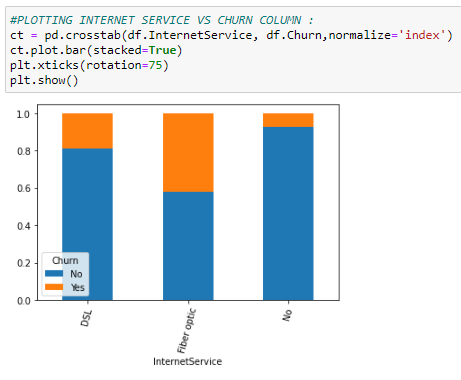 #PLOTTING INTERNET SERVICE VS CHURN COLUMN :
ct = pd.crosstab(df.InternetService, df.Churn,normalize='index')
ct.plot.bar(stacked=True)
plt.xticks(rotation=75)
plt.show()
1.0
0.8
0.6
0.4
0.2
0.0
Churn
No
Yes
DSL
Fiber optic
No
InternetService